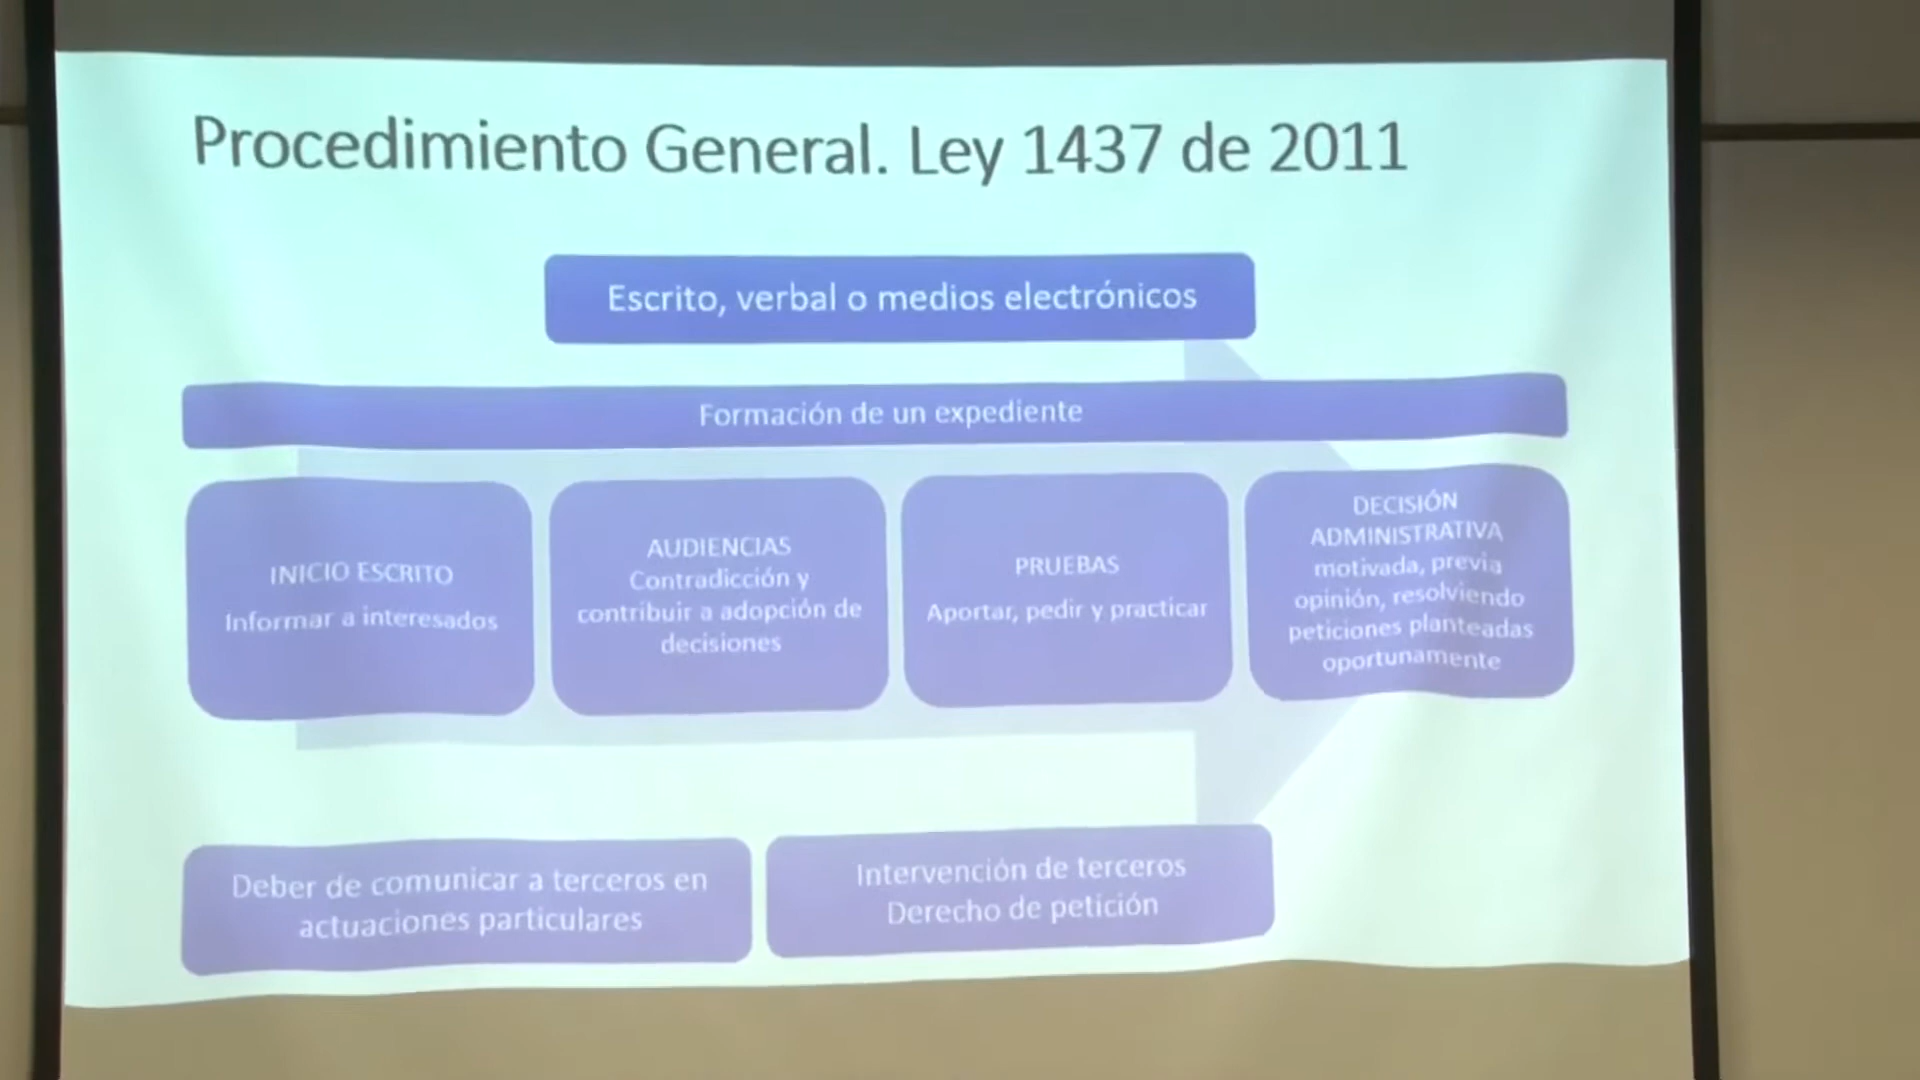 Procedimiento General. Ley 1437 de 2011
Escrito, verbal o medios electrónicos
Formación de un expediente
INICIO ESCRITO
Informar a interesados
AUDIENCIAS
Contradicción y
contribuir a adopción de
decisiones
PRUEBAS
Aportar, pedir y practicar
DECISIÓN
ADMINISTRATIVA
motivada, previa
opinión, resolviendo
peticiones planteadas
oportunamente
Deber de comunicar a terceros en
actuaciones particulares
Intervención de terceros
Derecho de petición